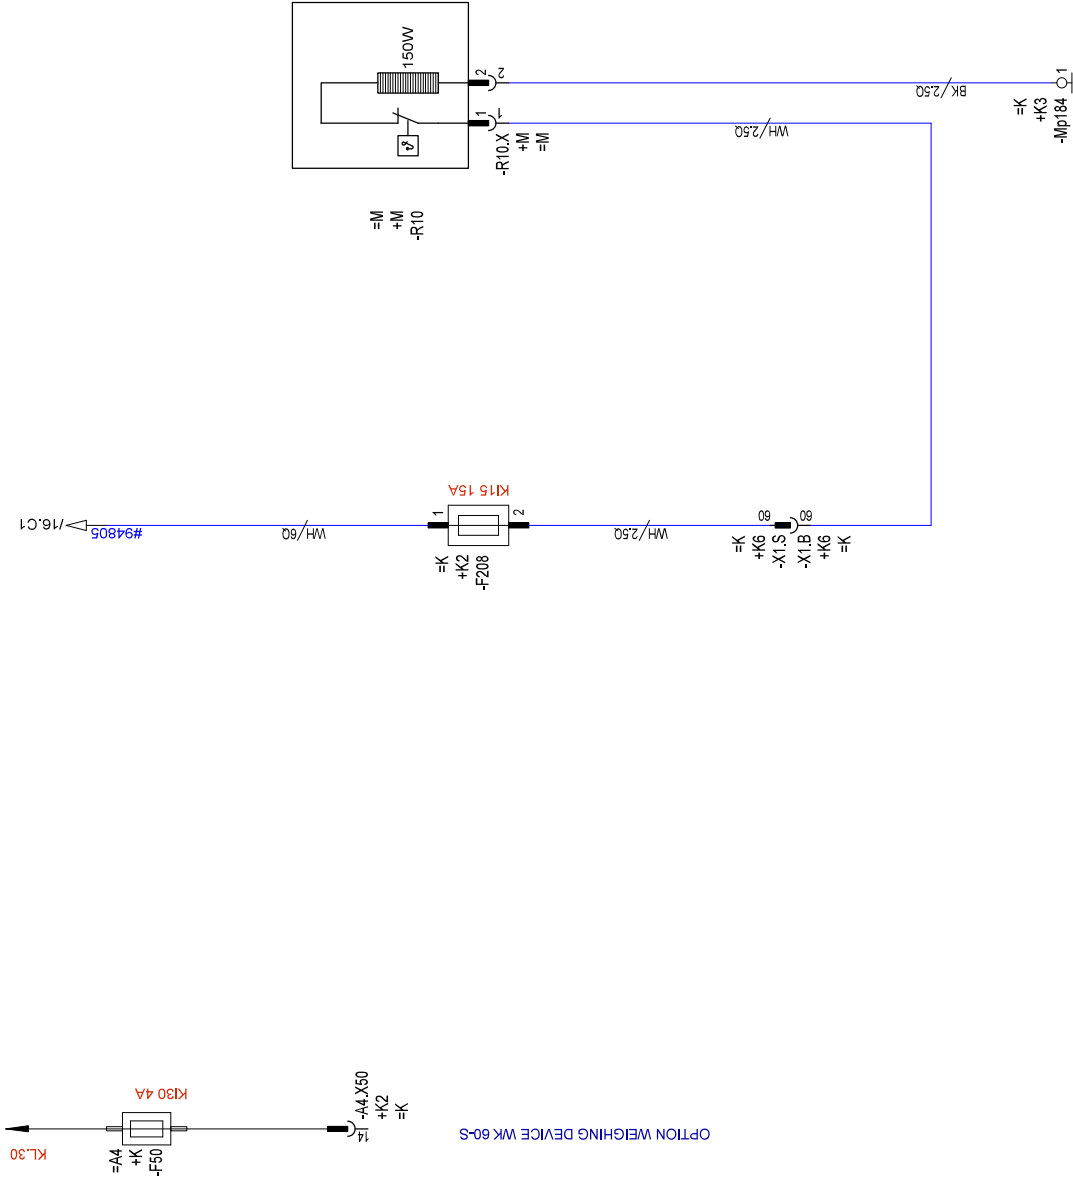 150W
2
2
1
1
-R10.X
+M
=M
=M
+M
-R10
BK/2.5Q
WH/2.5Q
=K
+K3
-Mp184
1
/16.C1
#94805
WH/6Q
KI15 15A
1
2
=K
+K2
-F208
WH/2.5Q
60
60
=K
+K6
-X1.S
-X1.B
+K6
=K
KL.30
KI30 4A
=A4
+K
-F50
14
-A4.X50
+K2
=K
OPTION WEIGHING DEVICE WK 60-S